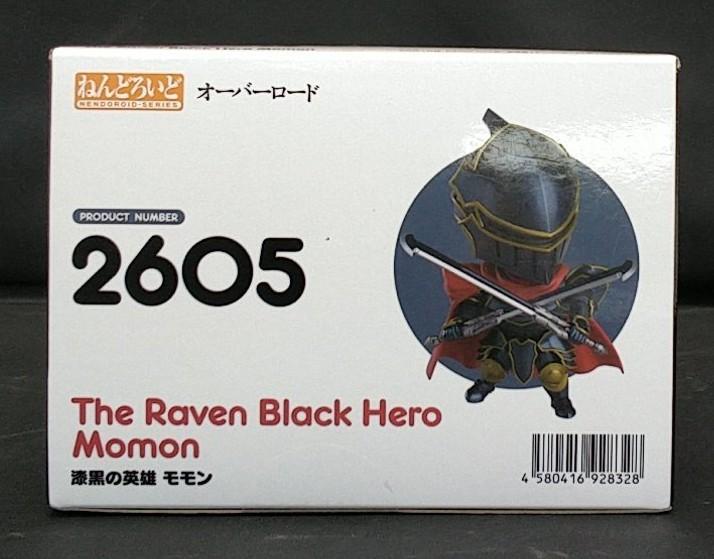 ねんどろいど
NENDOROID-SERIES
オーバーロード
PRODUCT NUMBER
2605
The Raven Black Hero
Momon
漆黒の英雄 モモン
4 580416 928328